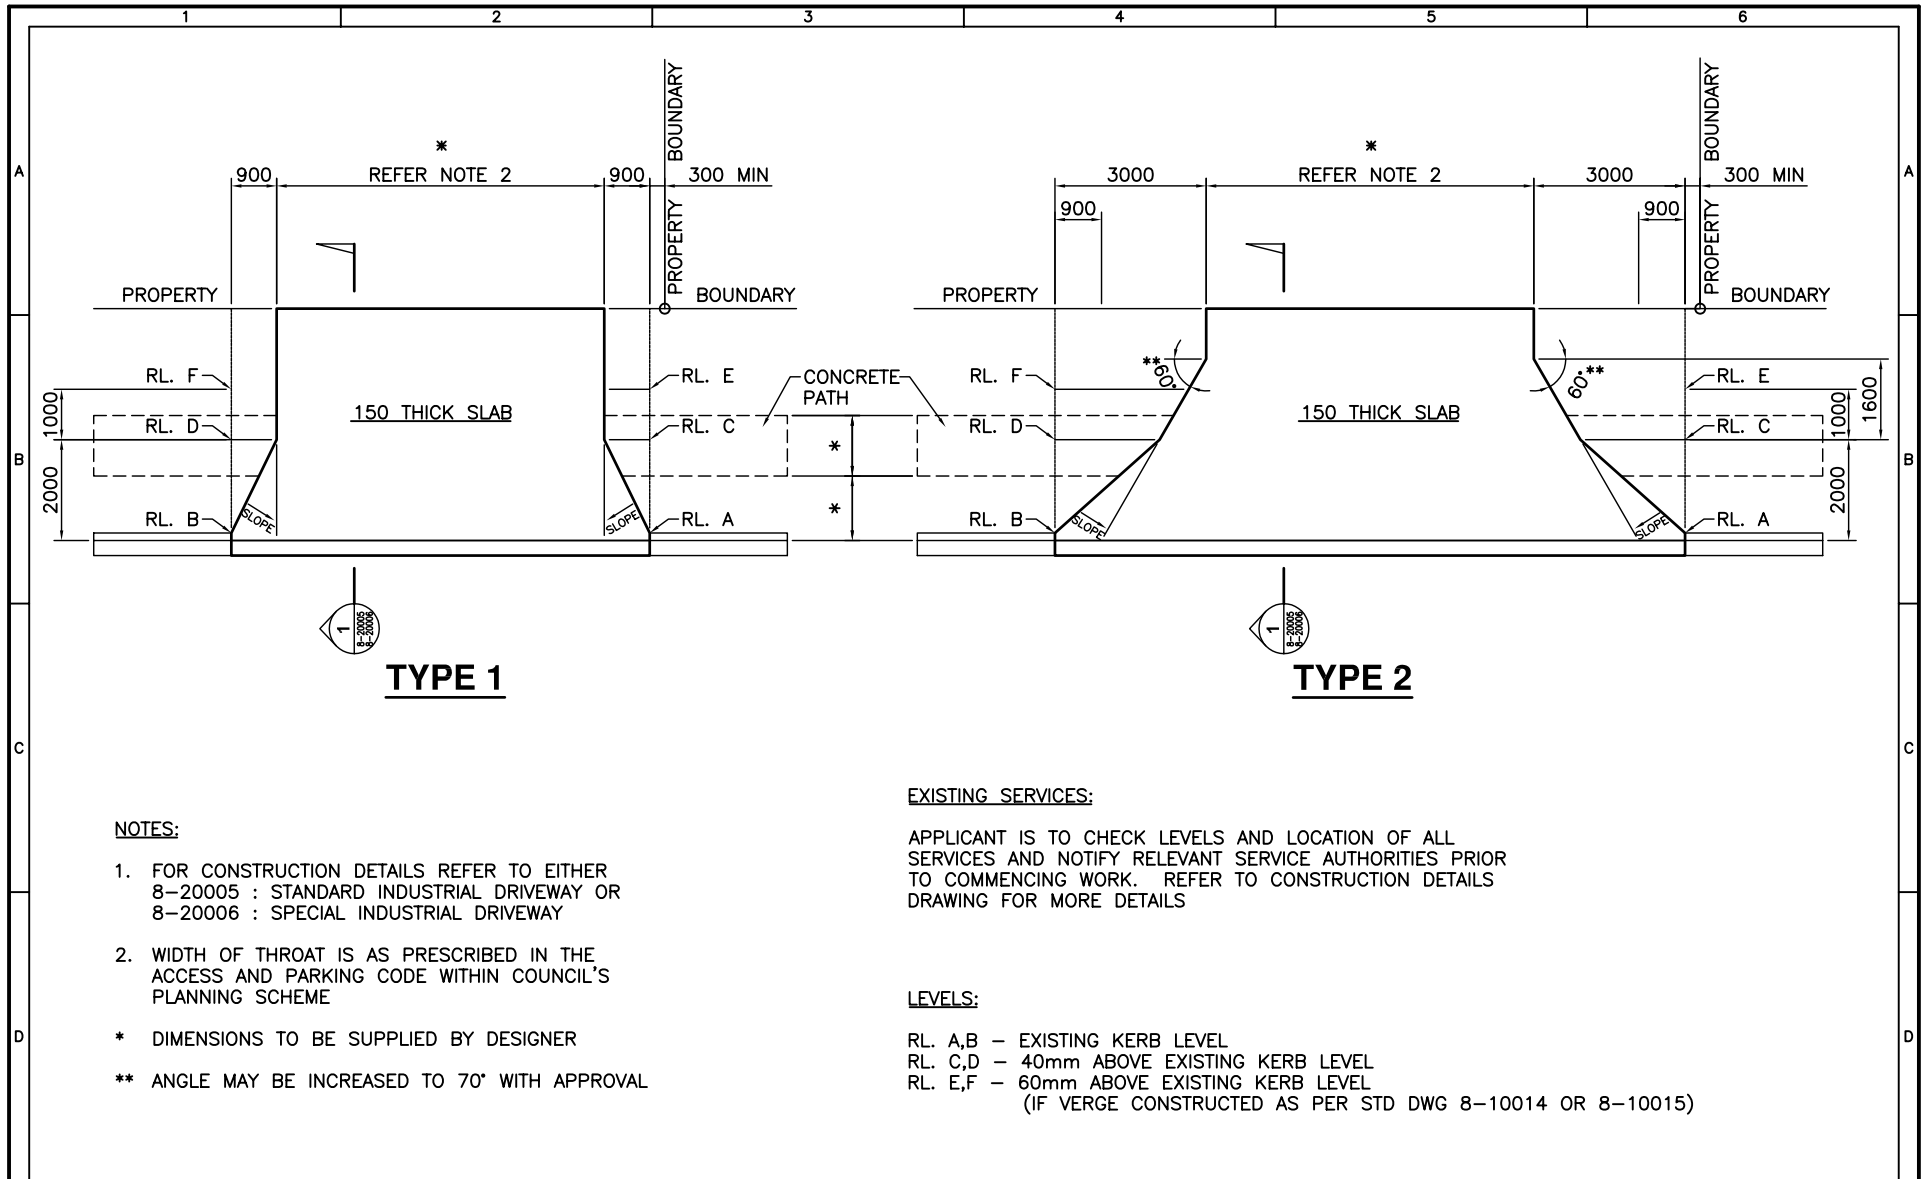 1 2 3 4 5 6
A
B
C
D
A
B
C
D
PROPERTY BOUNDARY
*
900 REFER NOTE 2 900 300 MIN
PROPERTY BOUNDARY
RL. F
RL. E
1000
150 THICK SLAB
RL. D
RL. C
2000
RL. B
SLOPE
SLOPE
RL. A
1
8-20005
8-20006
TYPE 1
CONCRETE
PATH
*
*
PROPERTY BOUNDARY
*
3000 REFER NOTE 2 3000 300 MIN
900
900
PROPERTY BOUNDARY
**60°
60°**
RL. F
RL. E
1000
1600
150 THICK SLAB
RL. D
RL. C
2000
RL. B
SLOPE
SLOPE
RL. A
1
8-20005
8-20006
TYPE 2
NOTES:
1. FOR CONSTRUCTION DETAILS REFER TO EITHER
8-20005 : STANDARD INDUSTRIAL DRIVEWAY OR
8-20006 : SPECIAL INDUSTRIAL DRIVEWAY
2. WIDTH OF THROAT IS AS PRESCRIBED IN THE
ACCESS AND PARKING CODE WITHIN COUNCIL'S
PLANNING SCHEME
* DIMENSIONS TO BE SUPPLIED BY DESIGNER
** ANGLE MAY BE INCREASED TO 70° WITH APPROVAL
EXISTING SERVICES:
APPLICANT IS TO CHECK LEVELS AND LOCATION OF ALL
SERVICES AND NOTIFY RELEVANT SERVICE AUTHORITIES PRIOR
TO COMMENCING WORK. REFER TO CONSTRUCTION DETAILS
DRAWING FOR MORE DETAILS
LEVELS:
RL. A,B – EXISTING KERB LEVEL
RL. C,D – 40mm ABOVE EXISTING KERB LEVEL
RL. E,F – 60mm ABOVE EXISTING KERB LEVEL
(IF VERGE CONSTRUCTED AS PER STD DWG 8-10014 OR 8-10015)